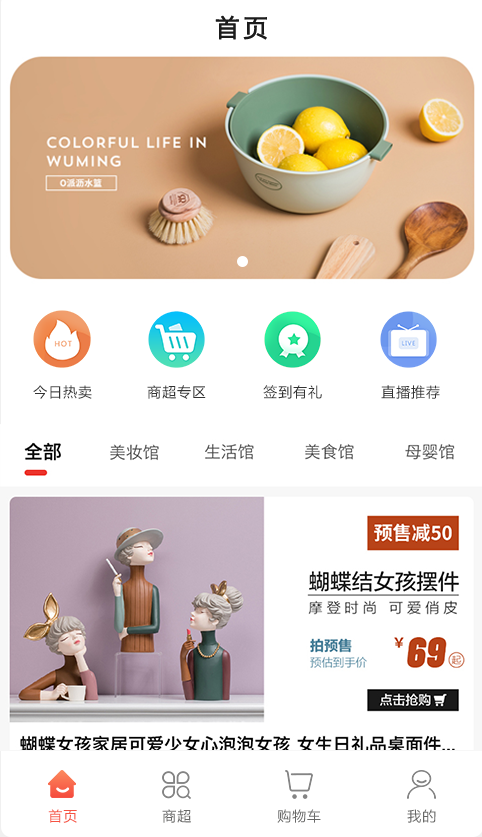 首页
COLORFUL LIFE IN
WUMING
O派沥水篮
HOT
LIVE
今日热卖 商超专区 签到有礼 直播推荐
全部 美妆馆 生活馆 美食馆 母婴馆
预售减50
蝴蝶结女孩摆件
摩登时尚 可爱俏皮
拍预售
预估到手价
¥69起
点击抢购
蝴蝶女孩家居可爱少女心泡泡女孩 女生日礼品桌面件...
首页 商超 购物车 我的